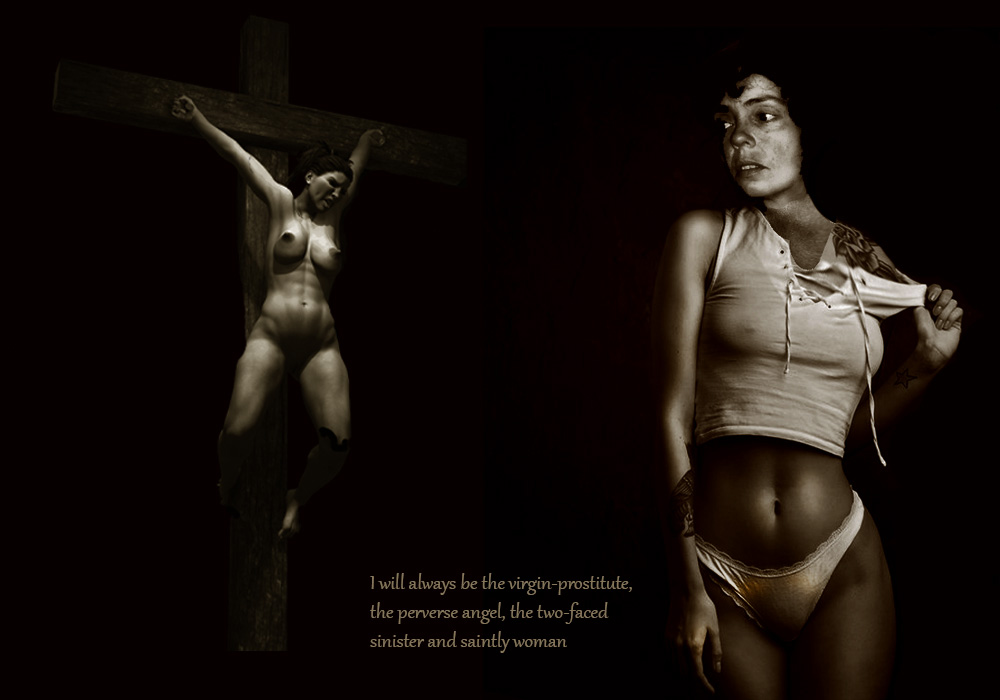 I will always be the virgin-prostitute,
the perverse angel, the two-faced
sinister and saintly woman